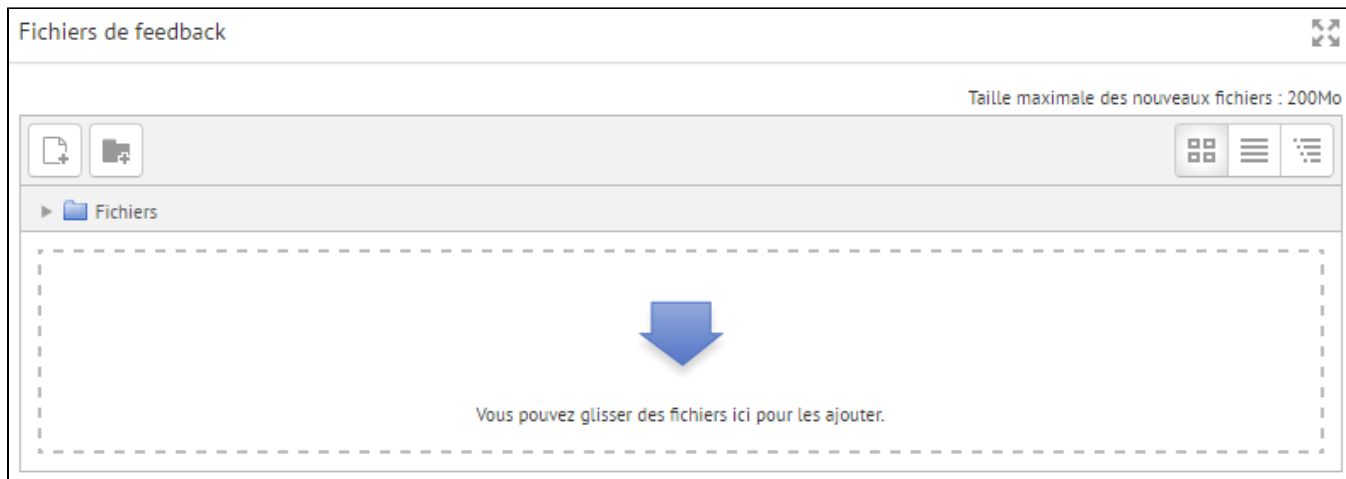 Fichiers de feedback
Taille maximale des nouveaux fichiers : 200Mo
Fichiers
Vous pouvez glisser des fichiers ici pour les ajouter.